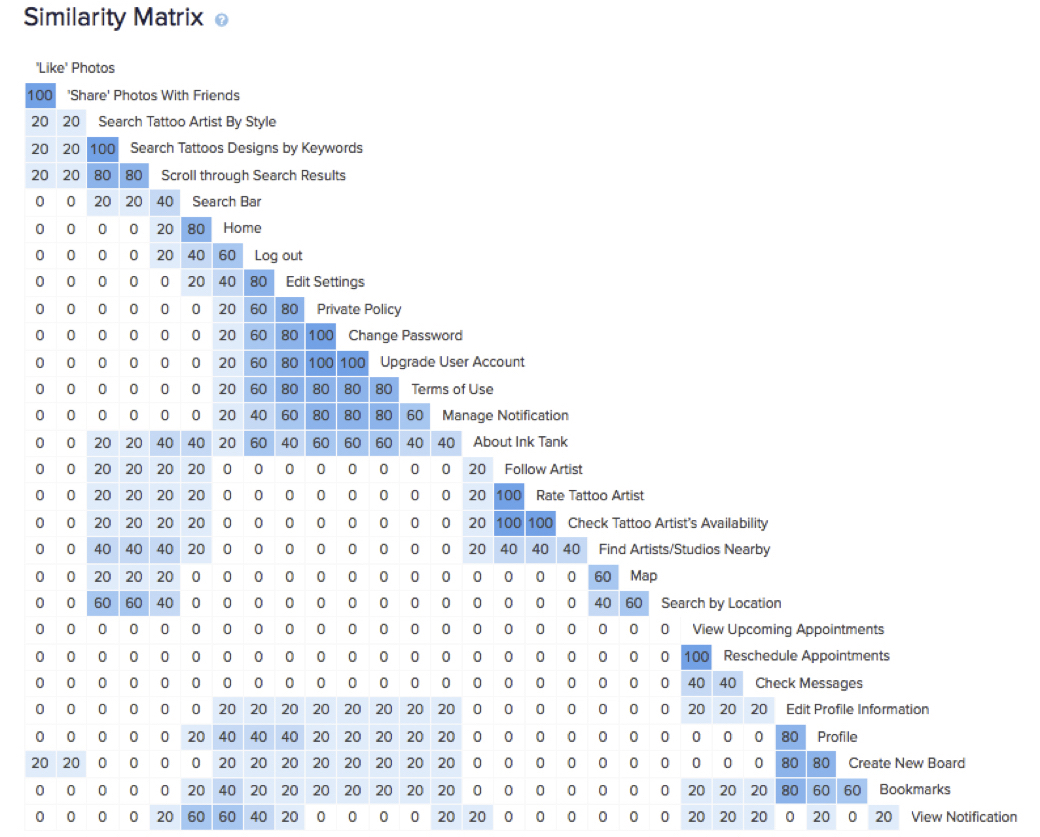 Similarity Matrix ?
'Like' Photos
100 'Share' Photos With Friends
20 20 Search Tattoo Artist By Style
20 20 100 Search Tattoos Designs by Keywords
20 20 80 80 Scroll through Search Results
0 0 20 20 40 Search Bar
0 0 0 0 20 80 Home
0 0 0 0 20 40 60 Log out
0 0 0 0 0 20 40 80 Edit Settings
0 0 0 0 0 0 20 60 80 Private Policy
0 0 0 0 0 0 20 60 80 100 Change Password
0 0 0 0 0 0 20 60 80 100 100 Upgrade User Account
0 0 0 0 0 0 20 60 80 80 80 80 Terms of Use
0 0 0 0 0 0 20 40 60 80 80 80 60 Manage Notification
0 0 20 20 40 40 20 60 40 60 60 60 40 40 About Ink Tank
0 0 20 20 20 20 0 0 0 0 0 0 0 0 20 Follow Artist
0 0 20 20 20 20 0 0 0 0 0 0 0 0 20 100 Rate Tattoo Artist
0 0 20 20 20 20 0 0 0 0 0 0 0 0 20 100 100 Check Tattoo Artist's Availability
0 0 40 40 40 20 0 0 0 0 0 0 0 0 20 40 40 40 Find Artists/Studios Nearby
0 0 20 20 20 0 0 0 0 0 0 0 0 0 0 0 0 0 60 Map
0 0 60 60 40 0 0 0 0 0 0 0 0 0 0 0 0 0 40 60 Search by Location
0 0 0 0 0 0 0 0 0 0 0 0 0 0 0 0 0 0 0 0 0 View Upcoming Appointments
0 0 0 0 0 0 0 0 0 0 0 0 0 0 0 0 0 0 0 0 0 100 Reschedule Appointments
0 0 0 0 0 0 0 0 0 0 0 0 0 0 0 0 0 0 0 0 0 40 40 Check Messages
0 0 0 0 0 0 20 20 20 20 20 20 20 20 0 0 0 0 0 0 0 20 20 20 Edit Profile Information
0 0 0 0 0 20 40 40 40 20 20 20 20 20 0 0 0 0 0 0 0 0 0 0 80 Profile
20 20 0 0 0 0 20 20 20 20 20 20 20 20 0 0 0 0 0 0 0 0 0 0 80 80 Create New Board
0 0 0 0 0 20 40 20 20 20 20 20 20 20 0 0 0 0 0 0 0 20 20 20 80 60 60 Bookmarks
0 0 0 0 20 60 60 40 20 0 0 0 0 20 20 0 0 0 0 0 0 20 20 20 0 20 0 20 View Notification